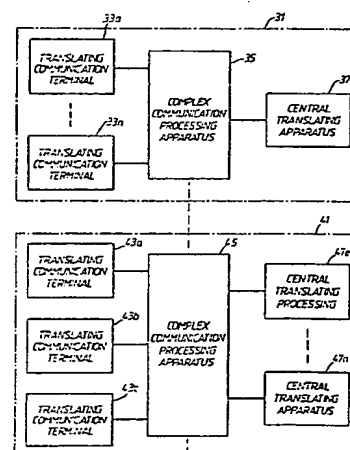 31
33a
TRANSLATING
COMMUNICATION
TERMINAL
33n
TRANSLATING
COMMUNICATION
TERMINAL
35
COMPLEX
COMMUNICATION
PROCESSING
APPARATUS
37
CENTRAL
TRANSLATING
APPARATUS
41
43a
TRANSLATING
COMMUNICATION
TERMINAL
43b
TRANSLATING
COMMUNICATION
TERMINAL
TRANSLATING
COMMUNICATION
TERMINAL
45
COMPLEX
COMMUNICATION
PROCESSING
APPARATUS
CENTRAL
TRANSLATING
PROCESSING
47n
CENTRAL
TRANSLATING
APPARATUS